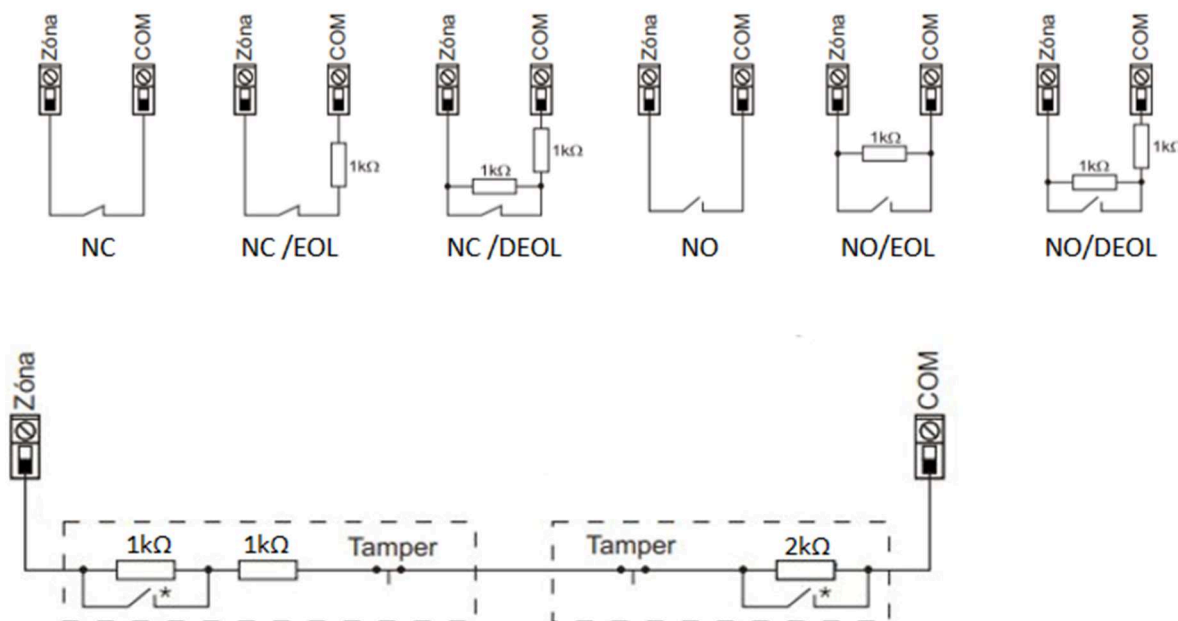 Zóna COM Zóna COM Zóna COM Zóna COM Zóna COM Zóna COM
1kΩ
1kΩ 1kΩ
1kΩ
1kΩ 1kΩ
NC NC /EOL NC /DEOL NO NO/EOL NO/DEOL
Zóna COM
1kΩ 1kΩ Tamper Tamper 2kΩ
* *